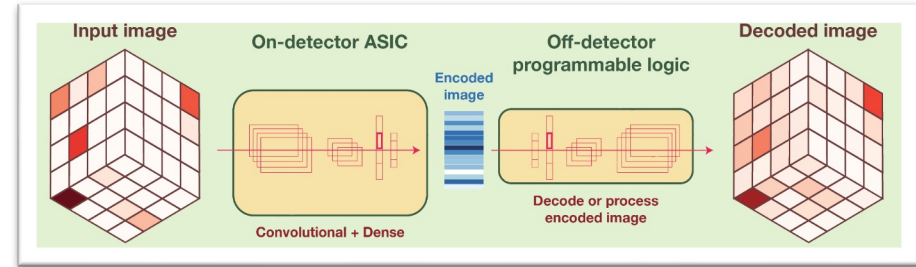 Input image
On-detector ASIC
Off-detector
programmable logic
Decoded image
Encoded
image
Convolutional + Dense
Decode or process
encoded image